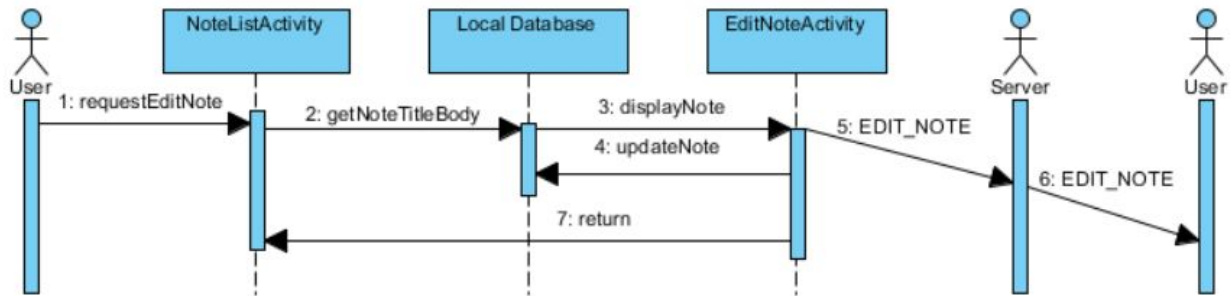 NoteListActivity
Local Database
EditNoteActivity
User
Server
User
1: requestEditNote
2: getNoteTitleBody
3: displayNote
4: updateNote
5: EDIT_NOTE
6: EDIT_NOTE
7: return